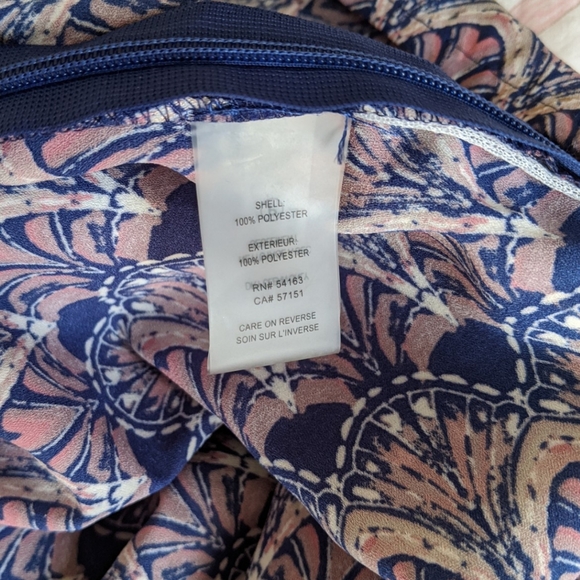 SHELL:
100% POLYESTER
EXTERIEUR:
100% POLYESTER
RN# 54163
CA# 57151
CARE ON REVERSE
SOIN SUR L'INVERSE